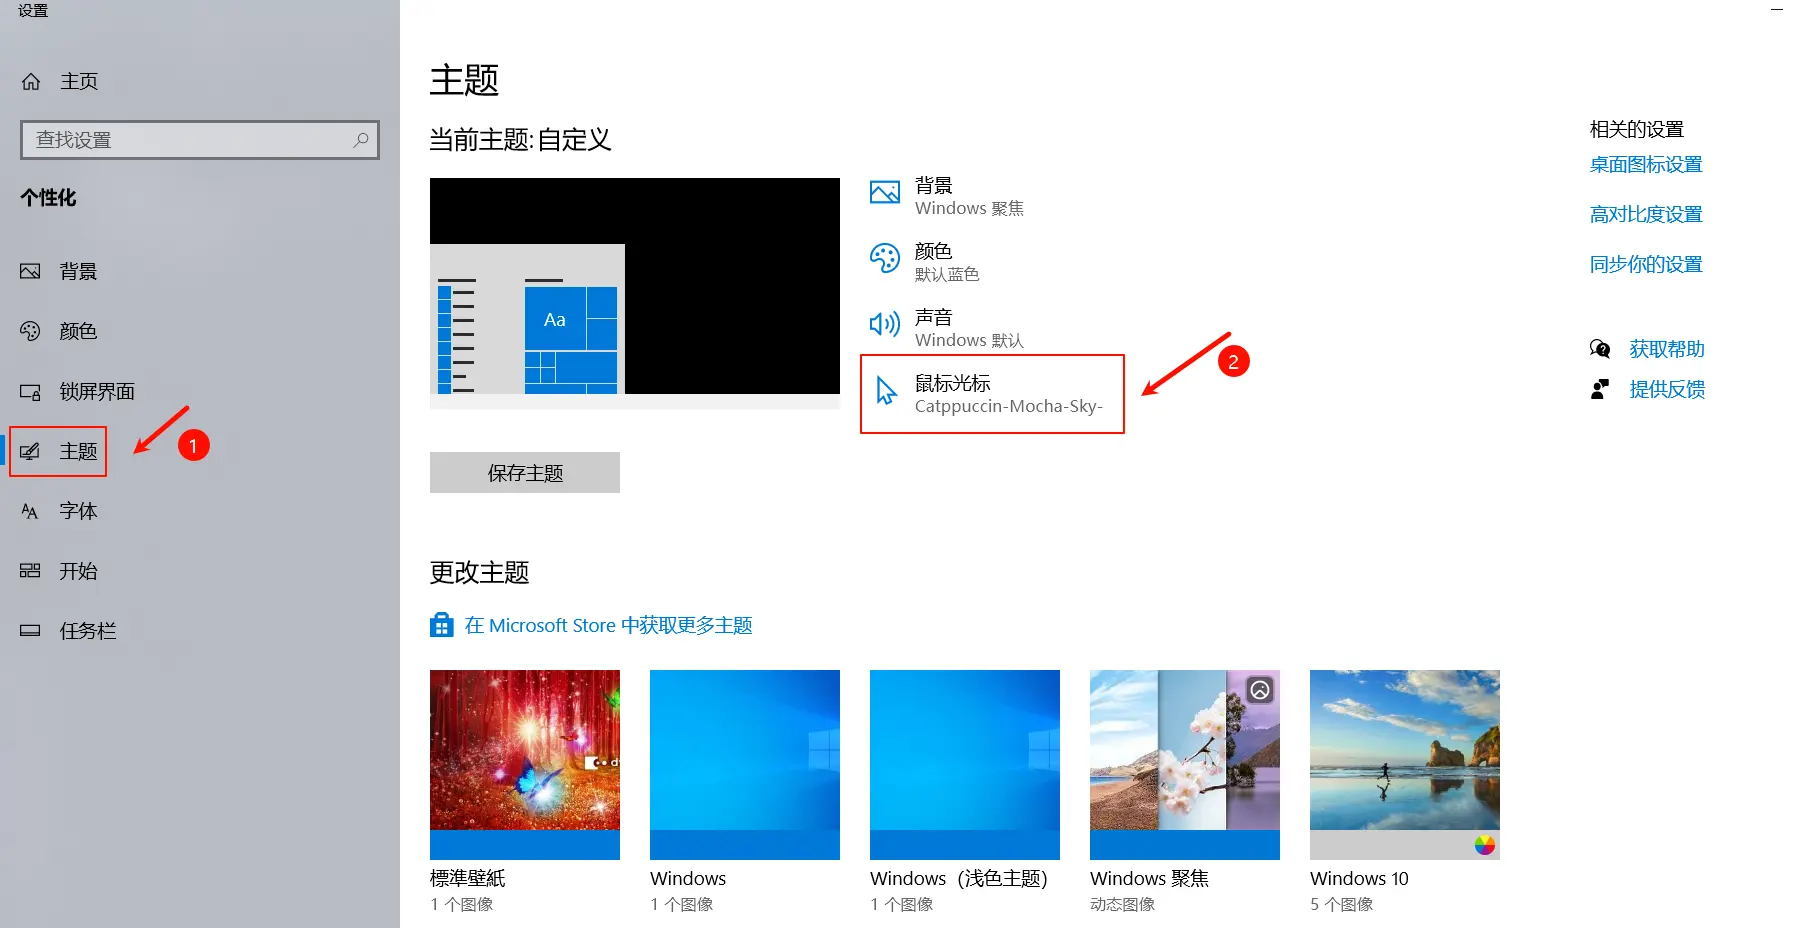 设置
主页
查找设置
个性化
背景
颜色
锁屏界面
主题
1
字体
开始
任务栏
主题
当前主题: 自定义
Aa
背景
Windows 聚焦
颜色
默认蓝色
声音
Windows 默认
鼠标光标
Catppuccin-Mocha-Sky-
2
保存主题
更改主题
在 Microsoft Store 中获取更多主题
標準壁紙
1 个图像
Windows
1 个图像
Windows（浅色主题）
1 个图像
Windows 聚焦
动态图像
Windows 10
5 个图像
相关的设置
桌面图标设置
高对比度设置
同步你的设置
获取帮助
提供反馈